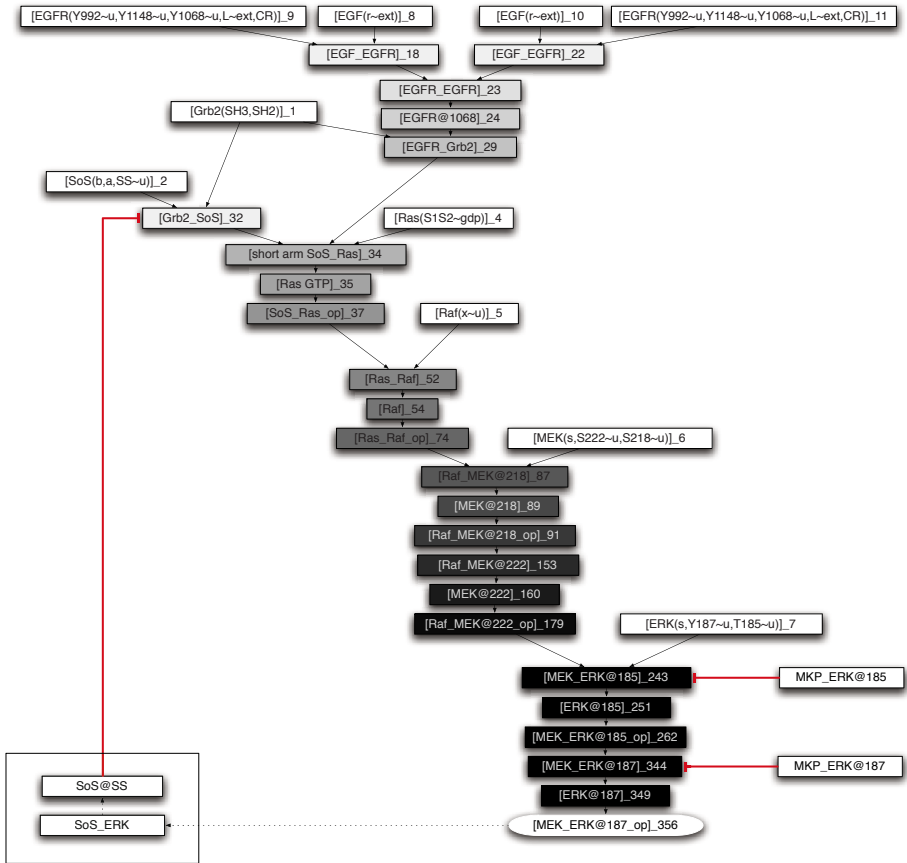 [EGFR(Y992~u,Y1148~u,Y1068~u,L~ext,CR)]_9
[EGF(r~ext)]_8
[EGF(r~ext)]_10
[EGFR(Y992~u,Y1148~u,Y1068~u,L~ext,CR)]_11
[EGF_EGFR]_18
[EGF_EGFR]_22
[EGFR_EGFR]_23
[Grb2(SH3,SH2)]_1
[EGFR@1068]_24
[EGFR_Grb2]_29
[SoS(b,a,SS~u)]_2
[Grb2_SoS]_32
[Ras(S1S2~gdp)]_4
[short arm SoS_Ras]_34
[Ras GTP]_35
[SoS_Ras_op]_37
[Raf(x~u)]_5
[Ras_Raf]_52
[Raf]_54
[Ras_Raf_op]_74
[MEK(s,S222~u,S218~u)]_6
[Raf_MEK@218]_87
[MEK@218]_89
[Raf_MEK@218_op]_91
[Raf_MEK@222]_153
[MEK@222]_160
[Raf_MEK@222_op]_179
[ERK(s,Y187~u,T185~u)]_7
[MEK_ERK@185]_243
MKP_ERK@185
[ERK@185]_251
[MEK_ERK@185_op]_262
[MEK_ERK@187]_344
MKP_ERK@187
SoS@SS
[ERK@187]_349
SoS_ERK
[MEK_ERK@187_op]_356